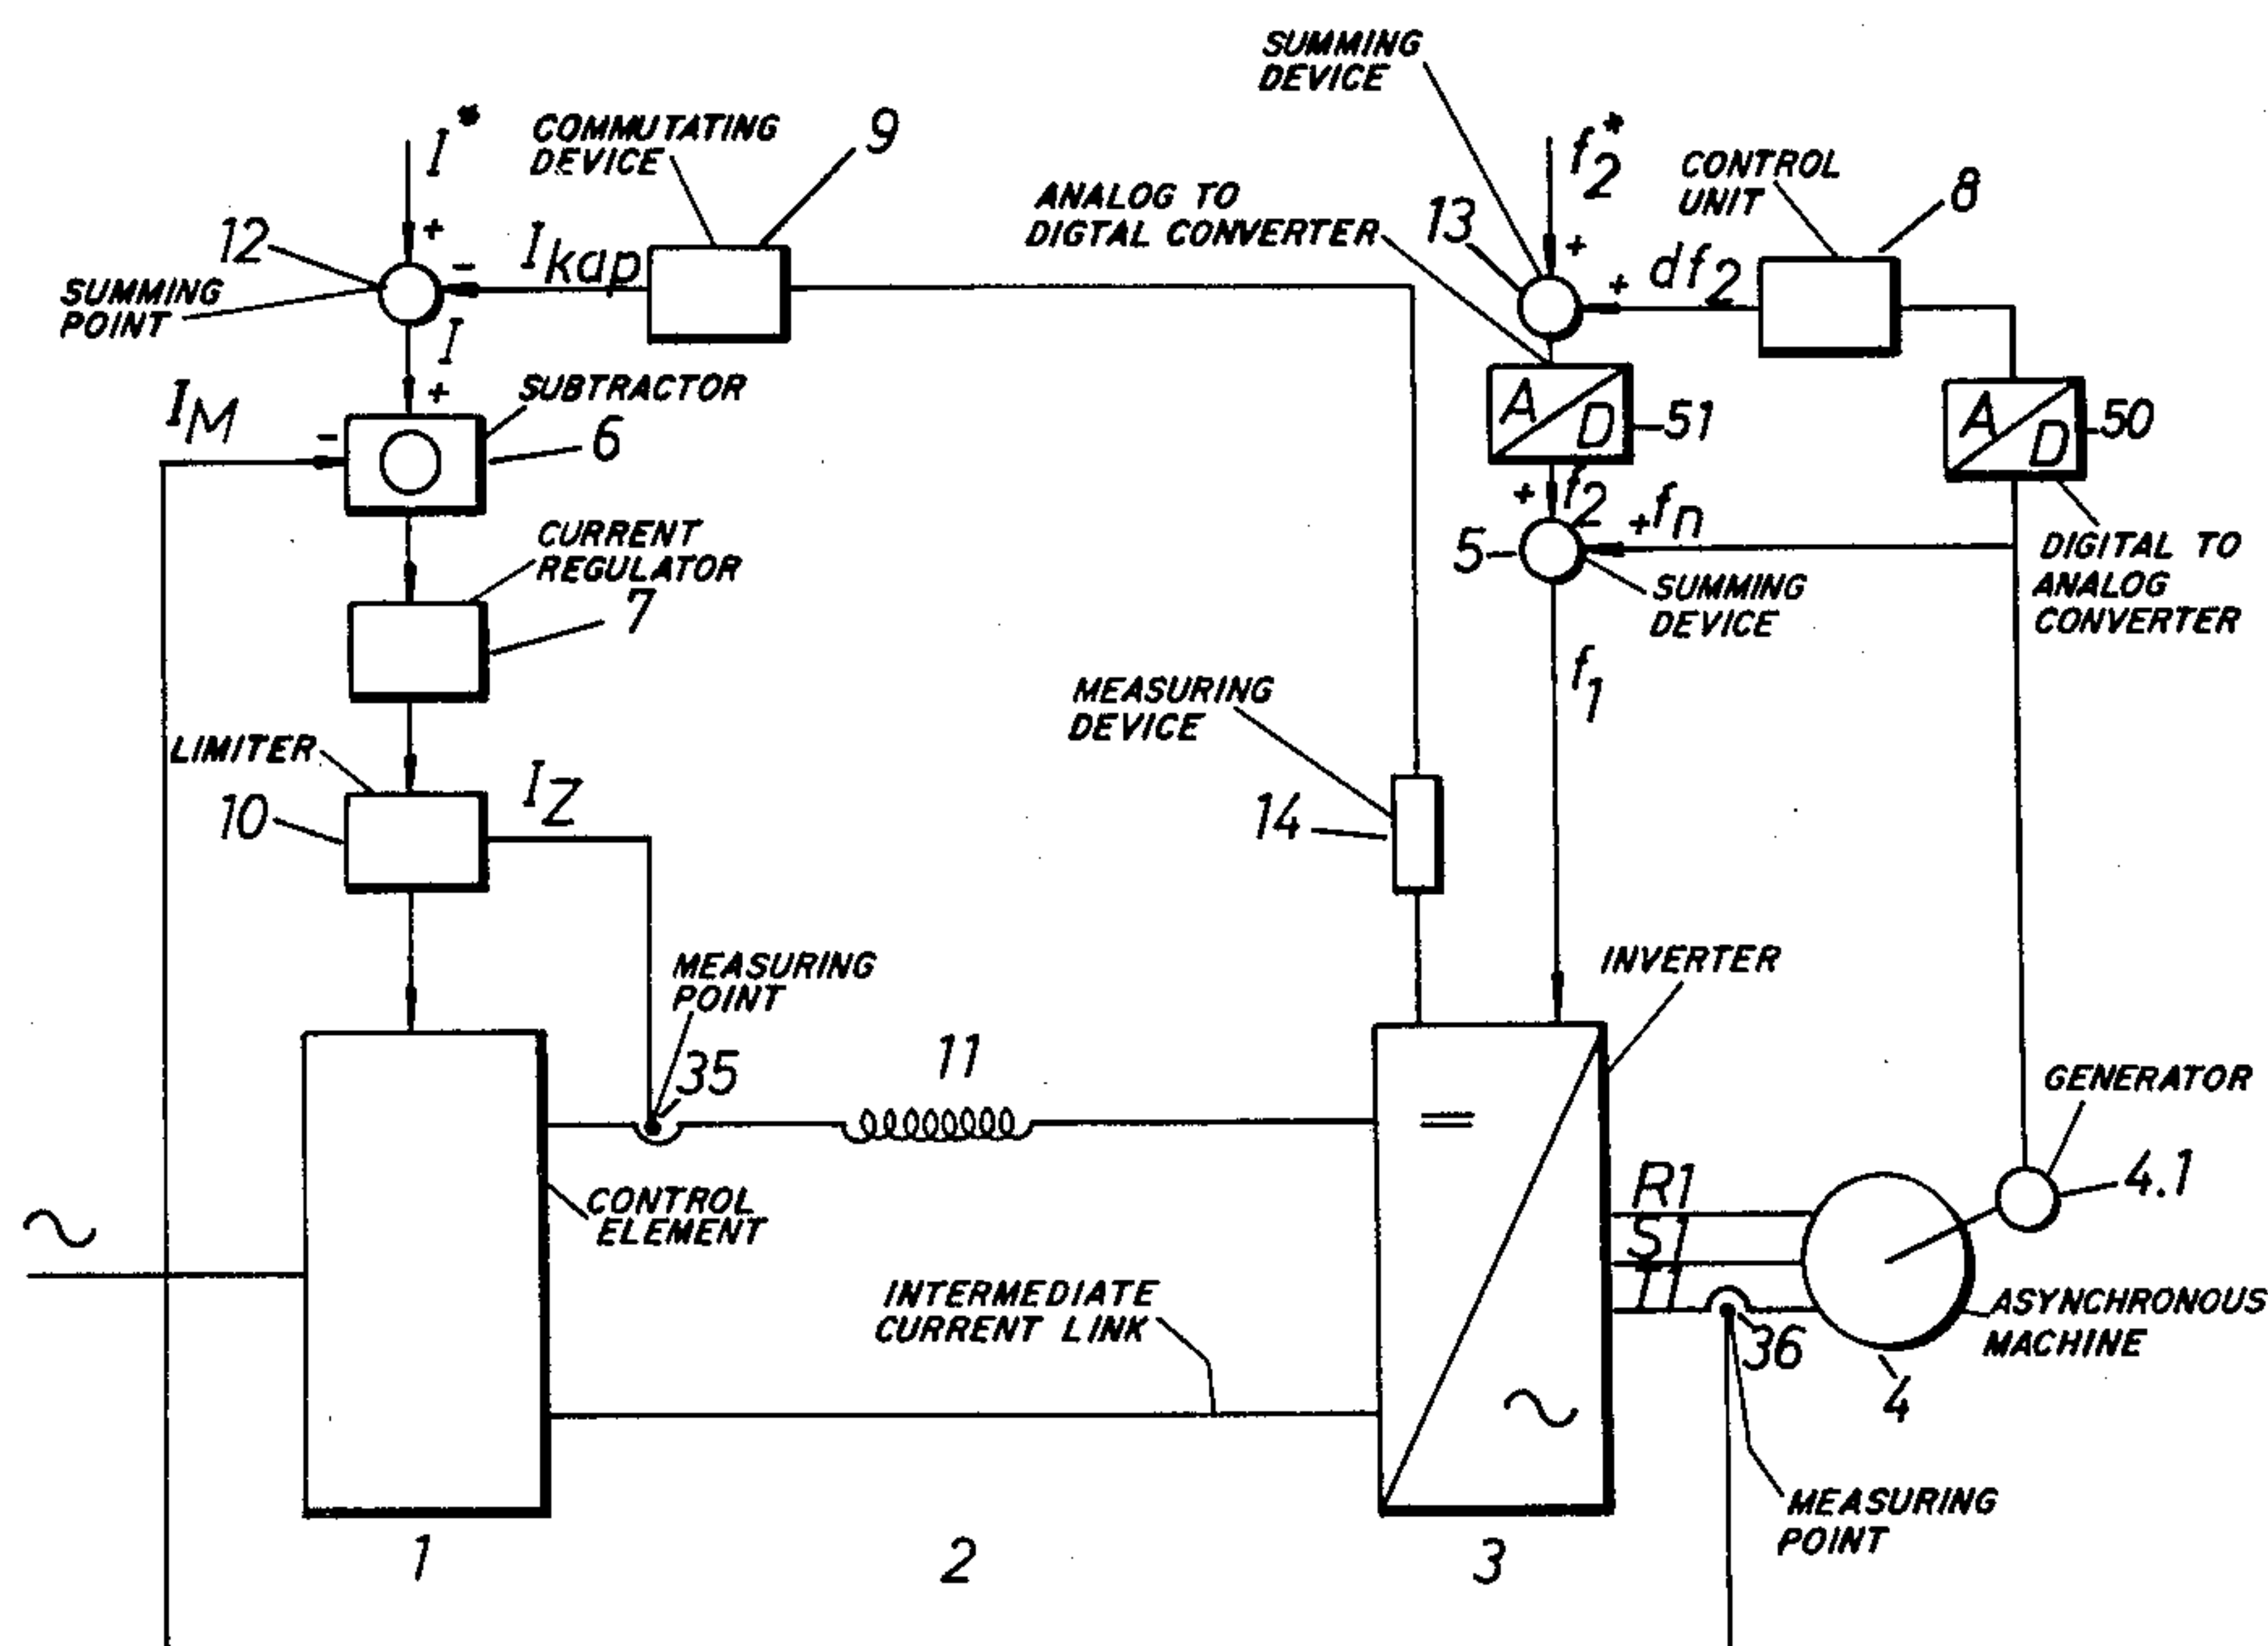 SUMMING
DEVICE
I*
COMMUTATING
DEVICE
9
f2*
CONTROL
UNIT
8
ANALOG TO
DIGTAL CONVERTER
13
12
+
-
Ikap
+
+
df2
SUMMING
POINT
I
+
SUBTRACTOR
6
IM
-
A/D
51
A/D
50
+
f2
+fn
5
SUMMING
DEVICE
DIGITAL TO
ANALOG
CONVERTER
CURRENT
REGULATOR
7
f1
MEASURING
DEVICE
14
LIMITER
10
IZ
MEASURING
POINT
35
11
INVERTER
=
GENERATOR
4.1
R1
S1
T1
~
CONTROL
ELEMENT
INTERMEDIATE
CURRENT LINK
~
36
ASYNCHRONOUS
MACHINE
4
MEASURING
POINT
1
2
3